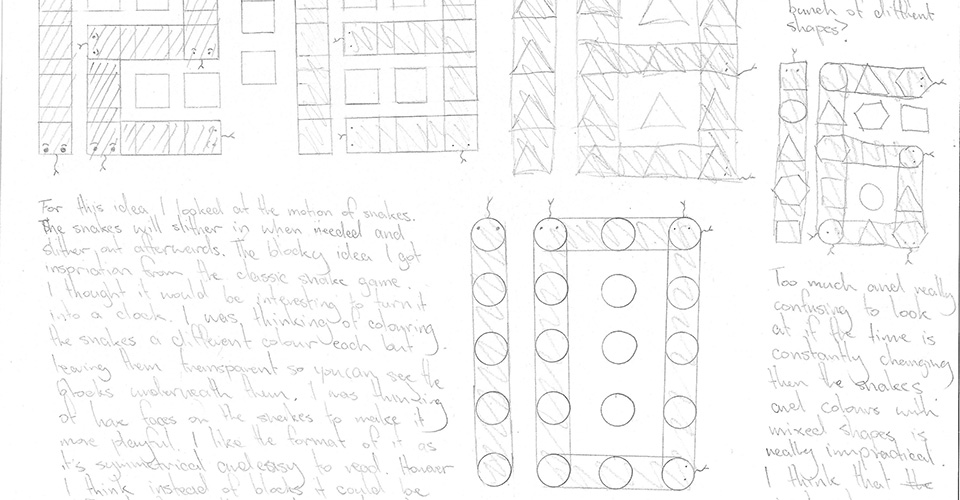 bunch of different
shapes?
For this idea I looked at the motion of snakes.
The snakes will slither in when needed and
slither out afterwards. The blocky idea I got
inspriation from the classic snake game.
I thought it would be interesting to turn it
into a clock. I was thinking of colouring
the snakes a different colour each but
leaving them transparent so you can see the
blocks underneath them. I was thinking
of have faces on the snakes to make it
more playful. I like the format of it as
it's symmetrical and easy to read. However
I think instead of blocks it could be
Too much and really
confusing to look
at if the time is
constantly changing
then the snakes
and colours with
mixed shapes is
really impractical.
I think that the